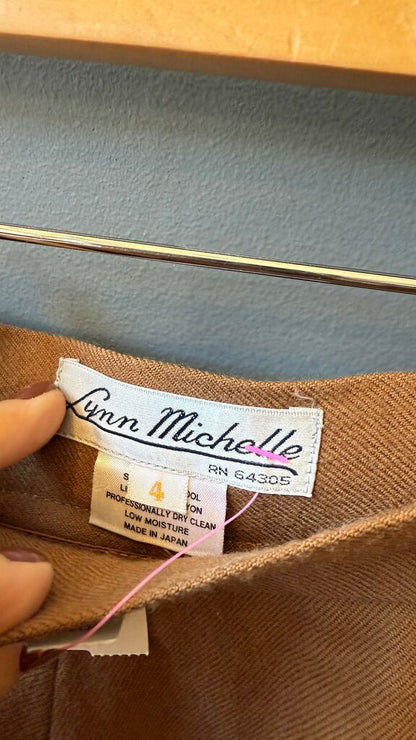 Lynn Michelle
RN 64305
4
PROFESSIONALLY DRY CLEAN
LOW MOISTURE
MADE IN JAPAN